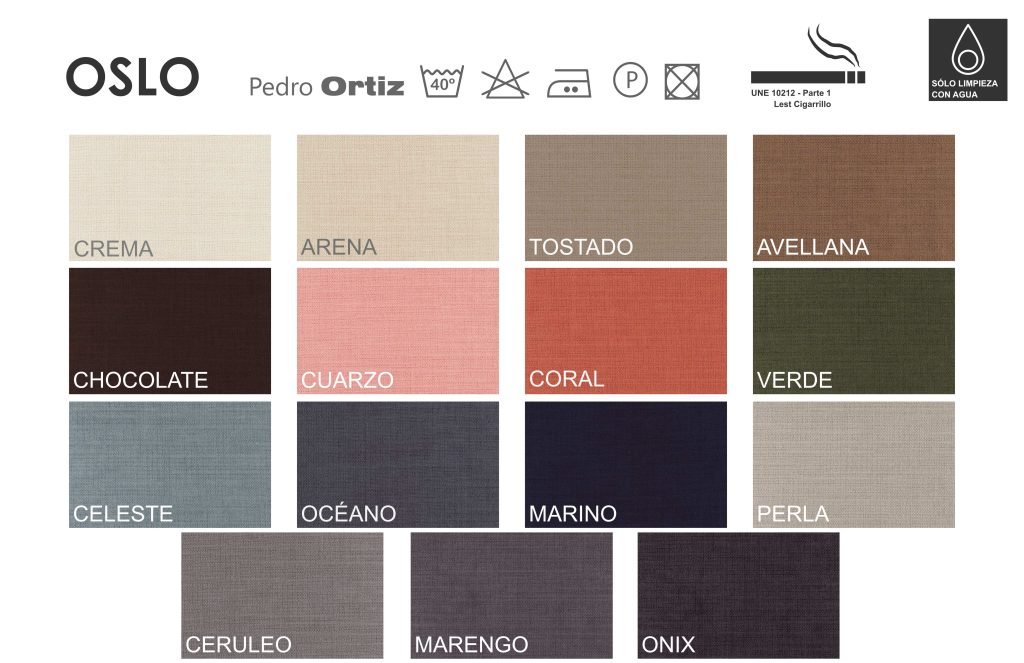 OSLO
Pedro Ortiz
40º
P
UNE 10212 - Parte 1
Lest Cigarrillo
SÓLO LIMPIEZA
CON AGUA
CREMA
ARENA
TOSTADO
AVELLANA
CHOCOLATE
CUARZO
CORAL
VERDE
CELESTE
OCÉANO
MARINO
PERLA
CERULEO
MARENGO
ONIX